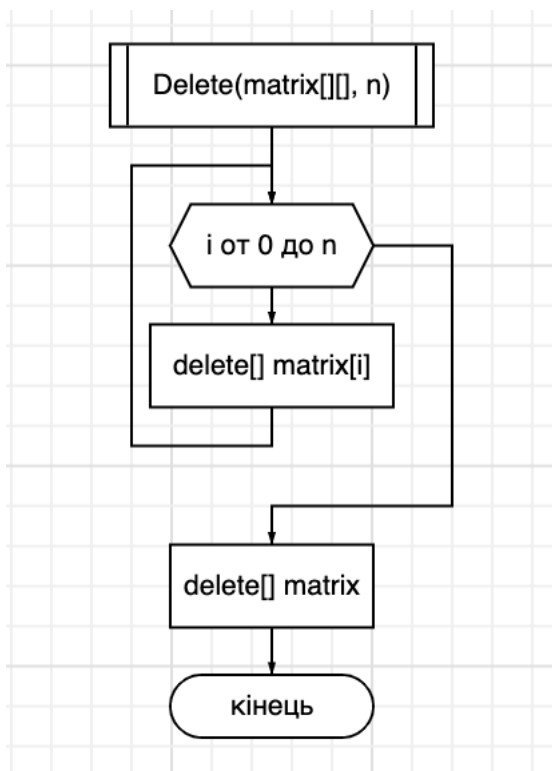 Delete(matrix[][], n)
i от 0 до n
delete[] matrix[i]
delete[] matrix
кінець